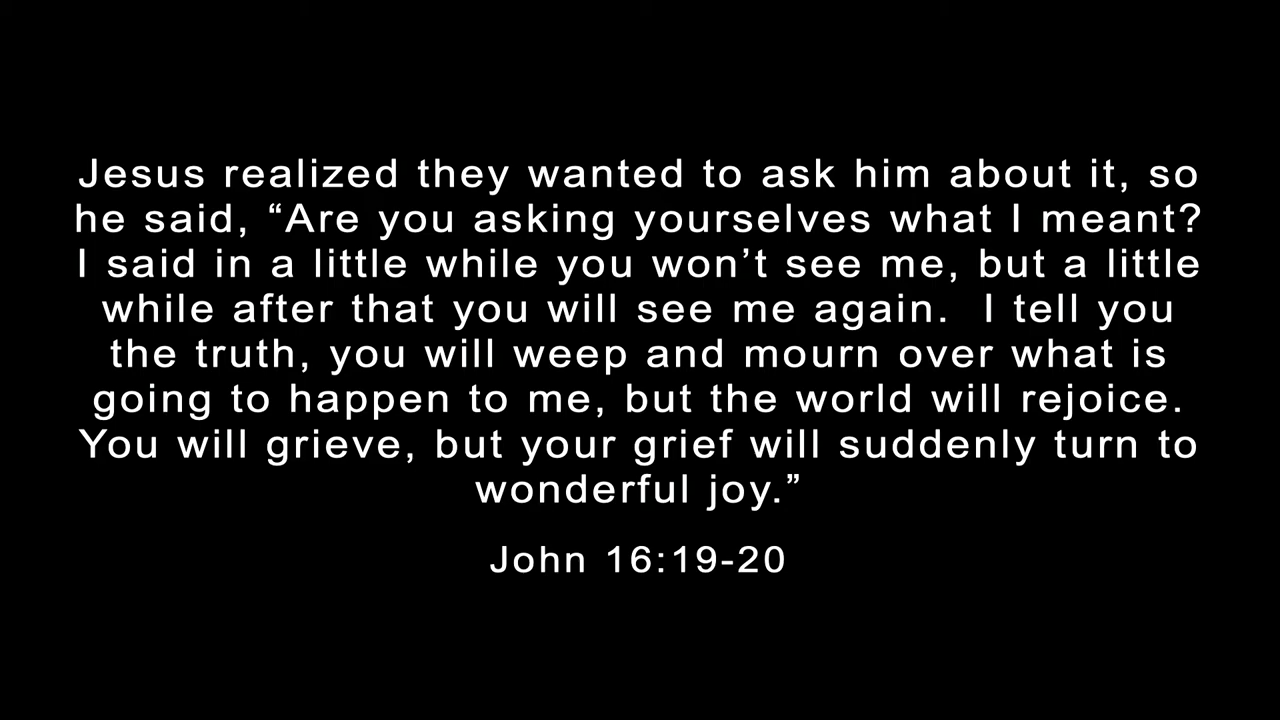 Jesus realized they wanted to ask him about it, so
he said, “Are you asking yourselves what I meant?
I said in a little while you won’t see me, but a little
while after that you will see me again.  I tell you
the truth, you will weep and mourn over what is
going to happen to me, but the world will rejoice.
You will grieve, but your grief will suddenly turn to
wonderful joy.”
John 16:19-20